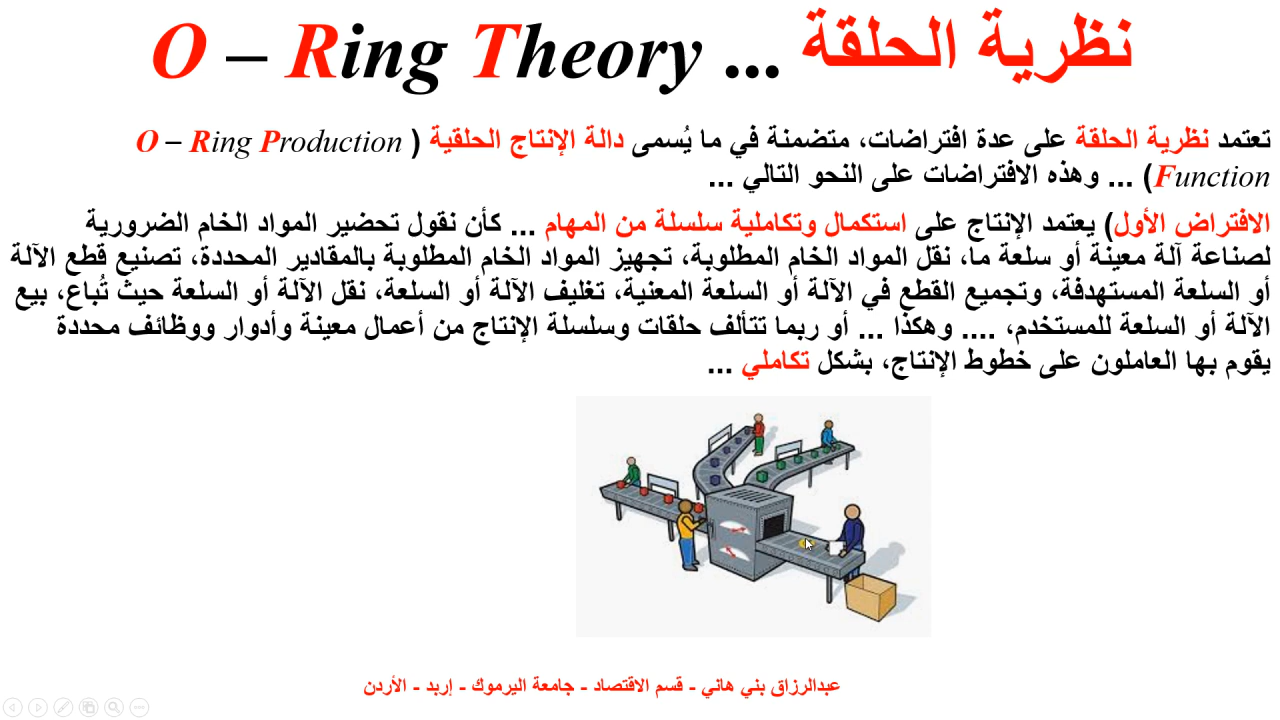 O – Ring Theory ... نظرية الحلقة
تعتمد نظرية الحلقة على عدة افتراضات، متضمنة في ما يُسمى دالة الإنتاج الحلقية ( O – Ring Production
Function) ... وهذه الافتراضات على النحو التالي ...
الافتراض الأول) يعتمد الإنتاج على استكمال وتكاملية سلسلة من المهام ... كأن نقول تحضير المواد الخام الضرورية
لصناعة آلة معينة أو سلعة ما، نقل المواد الخام المطلوبة، تجهيز المواد الخام المطلوبة بالمقادير المحددة، تصنيع قطع الآلة
أو السلعة المستهدفة، وتجميع القطع في الآلة أو السلعة المعنية، تغليف الآلة أو السلعة، نقل الآلة أو السلعة حيث تُباع، بيع
الآلة أو السلعة للمستخدم، .... وهكذا ... أو ربما تتألف حلقات وسلسلة الإنتاج من أعمال معينة وأدوار ووظائف محددة
يقوم بها العاملون على خطوط الإنتاج، بشكل تكاملي ...
عبدالرزاق بني هاني - قسم الاقتصاد - جامعة اليرموك - إربد - الأردن